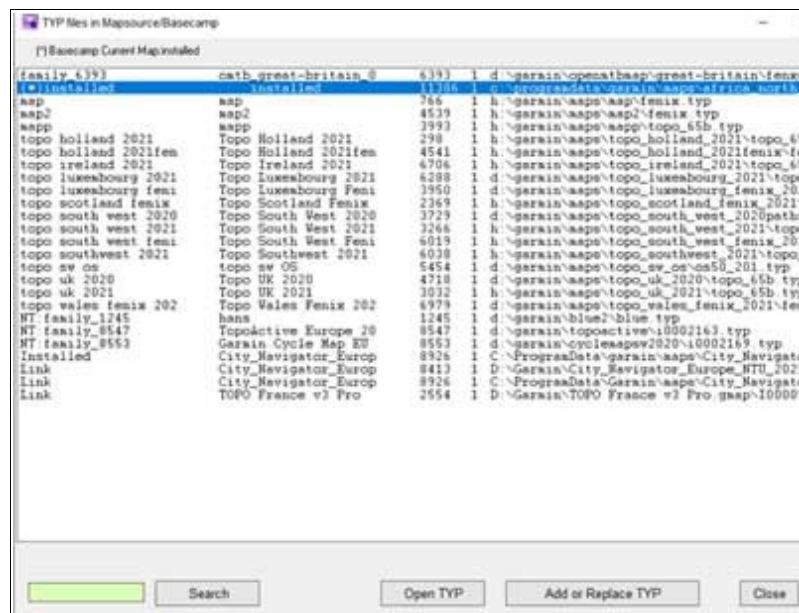 TYP files in Mapsource/Basecamp
(*) Basecamp Current Map:installed
family_6393 omtb_great-britain_0 6393 1 d:\garmin\openmtbmap\great-britain\fenix
(*)installed installed 11386 1 c:\programdata\garmin\maps\africa_north
map map 766 1 h:\garmin\maps\map\fenix.typ
map2 map2 4539 1 h:\garmin\maps\map2\fenix.typ
mapp mapp 3993 1 h:\garmin\maps\mapp\topo_65b.typ
topo holland 2021 Topo Holland 2021 298 1 h:\garmin\maps\topo_holland_2021\topo_65
topo holland 2021fen Topo Holland 2021fen 4541 1 h:\garmin\maps\topo_holland_2021fenix\fe
topo ireland 2021 Topo Ireland 2021 6706 1 h:\garmin\maps\topo_ireland_2021\topo_6
topo luxembourg 2021 Topo Luxembourg 2021 6288 1 d:\garmin\maps\topo_luxembourg_2021\topo
topo luxembourg feni Topo Luxembourg Feni 3950 1 d:\garmin\maps\topo_luxembourg_fenix_20
topo scotland fenix Topo Scotland Fenix 2369 1 h:\garmin\maps\topo_scotland_fenix_2021
topo south west 2020 Topo South West 2020 3729 1 d:\garmin\maps\topo_south_west_2020path
topo south west 2021 Topo South West 2021 3266 1 h:\garmin\maps\topo_south_west_2021\topo
topo south west feni Topo South West Feni 6019 1 h:\garmin\maps\topo_south_west_fenix_20
topo southwest 2021 Topo Southwest 2021 6038 1 h:\garmin\maps\topo_southwest_2021\topo
topo sw os topo sw OS 5454 1 d:\garmin\maps\topo_sw_os\os50_201.typ
topo uk 2020 Topo UK 2020 4718 1 d:\garmin\maps\topo_uk_2020\topo_65b.typ
topo uk 2021 Topo UK 2021 3032 1 h:\garmin\maps\topo_uk_2021\topo_65b.typ
topo wales fenix 202 Topo Wales Fenix 202 6979 1 d:\garmin\maps\topo_wales_fenix_2021\fe
NT:family_1245 hans 1245 1 d:\garmin\blue2\blue.typ
NT:family_8547 TopoActive Europe 20 8547 1 d:\garmin\topoactive\i0002163.typ
NT:family_8553 Garmin Cycle Map EU 8553 1 d:\garmin\cyclemapsw2020\i0002169.typ
Installed City_Navigator_Europ 8926 1 C:\ProgramData\garmin\maps\City_Navigato
Link City_Navigator_Europ 8413 1 D:\Garmin\City_Navigator_Europe_NTU_202
Link City_Navigator_Europ 8926 1 C:\ProgramData\Garmin\maps\City_Navigato
Link TOPO France v3 Pro 2554 1 D:\Garmin\TOPO France v3 Pro.gmap\I0000
Search Open TYP Add or Replace TYP Close